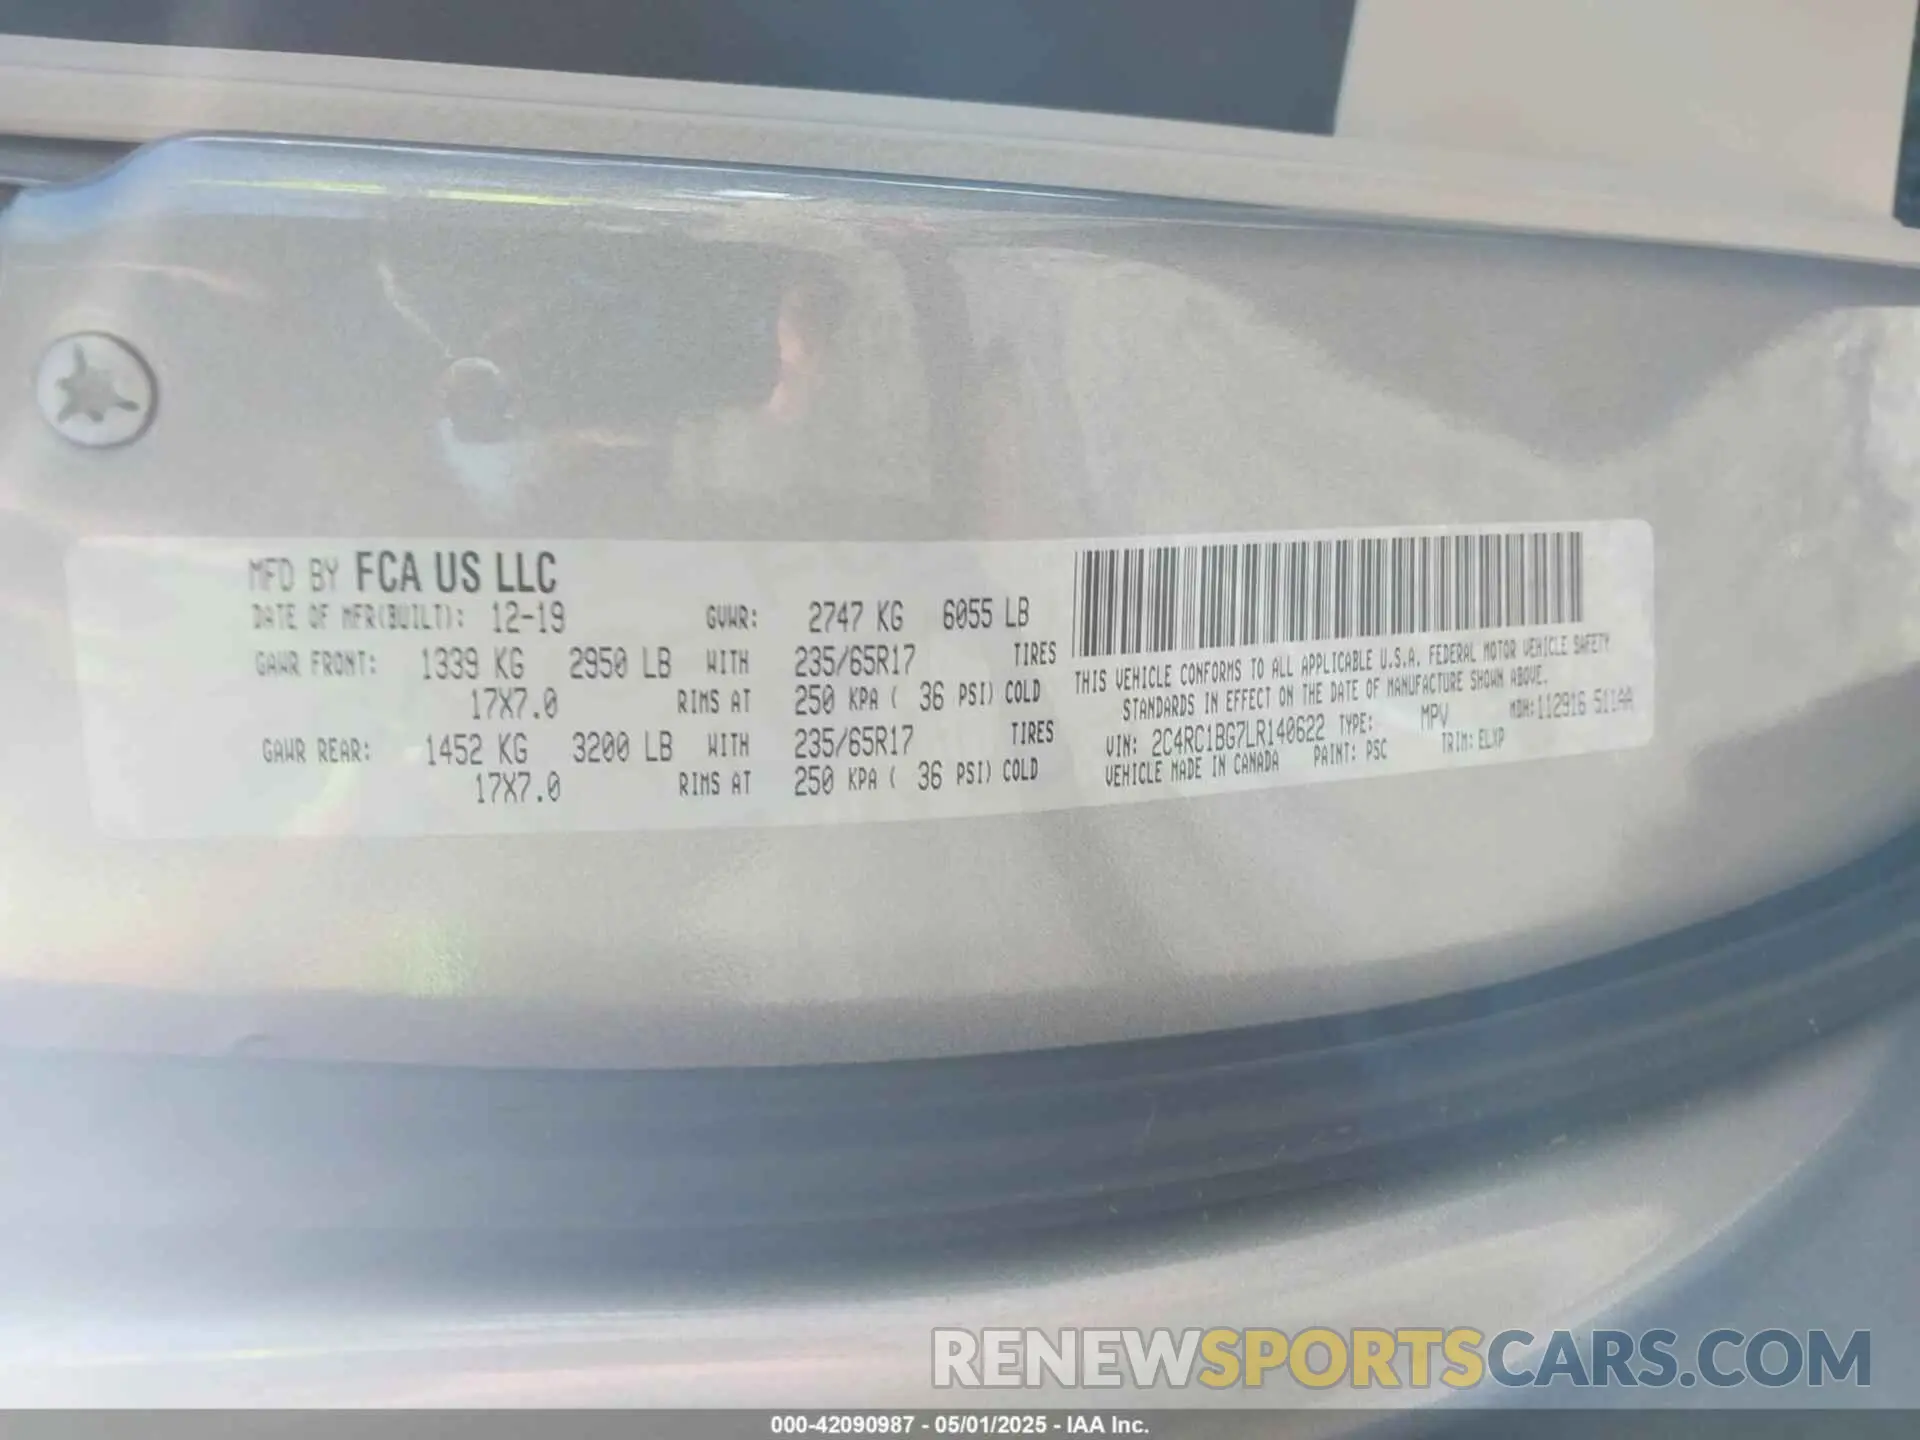 MFD BY FCA US LLC
DATE OF MFR(BUILT): 12-19 GVWR: 2747 KG 6055 LB
GAWR FRONT: 1339 KG 2950 LB WITH 235/65R17 TIRES
17X7.0 RIMS AT 250 KPA ( 36 PSI) COLD
GAWR REAR: 1452 KG 3200 LB WITH 235/65R17 TIRES
17X7.0 RIMS AT 250 KPA ( 36 PSI) COLD
THIS VEHICLE CONFORMS TO ALL APPLICABLE U.S.A. FEDERAL MOTOR VEHICLE SAFETY
STANDARDS IN EFFECT ON THE DATE OF MANUFACTURE SHOWN ABOVE.
VIN: 2C4RC1BG7LR140622 TYPE: MPV MDH:112916 511AA
VEHICLE MADE IN CANADA PAINT: PSC TRIM: ELXP
RENEWSPORTSCARS.COM
000-42090987 - 05/01/2025 - IAA Inc.